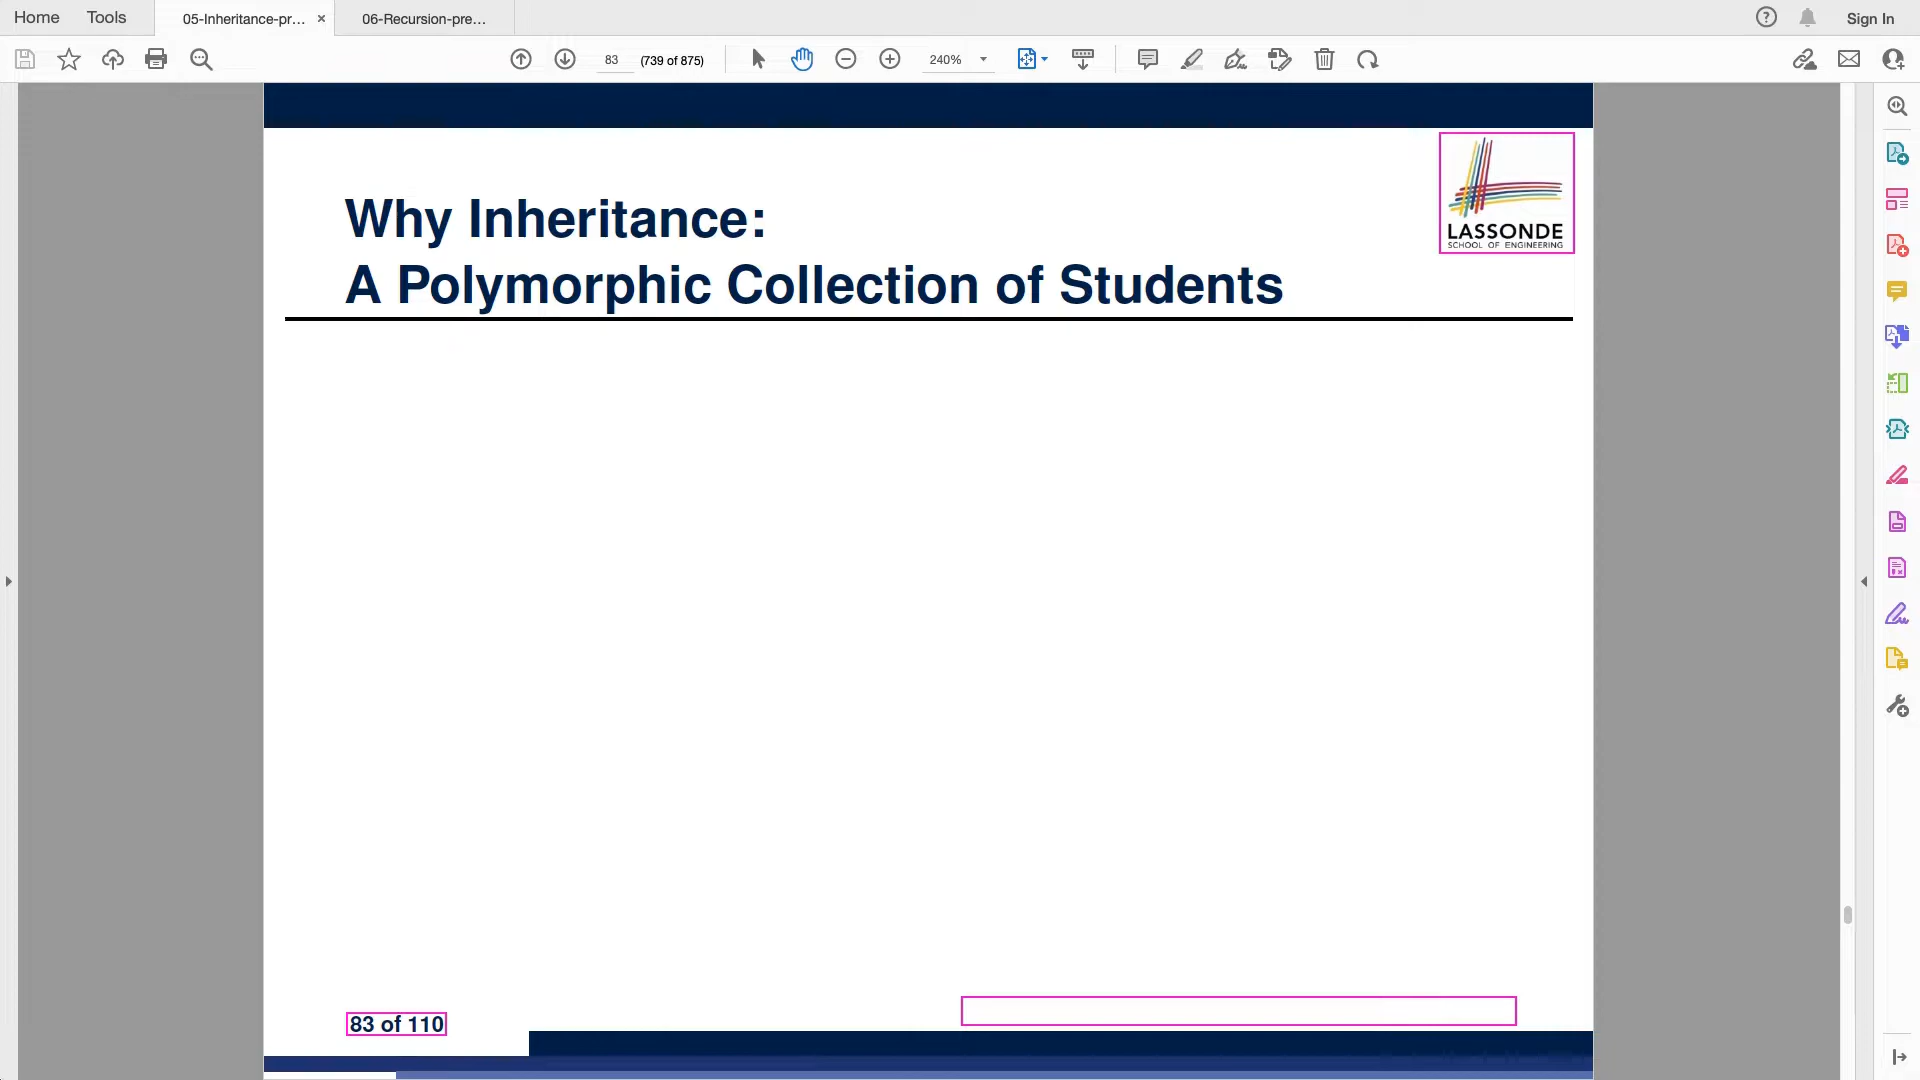 Home
Tools
05-Inheritance-pr...
06-Recursion-pre...
Sign In
83
(739 of 875)
240%
LASSONDE
SCHOOL OF ENGINEERING
Why Inheritance:
A Polymorphic Collection of Students
83 of 110